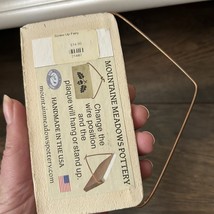 MOUNTAINE MEADOWS POTTERY
Change the
wire position
and the
plaque will hang or stand up.
HANDMADE IN THE USA
mountainemeadowspottery.com